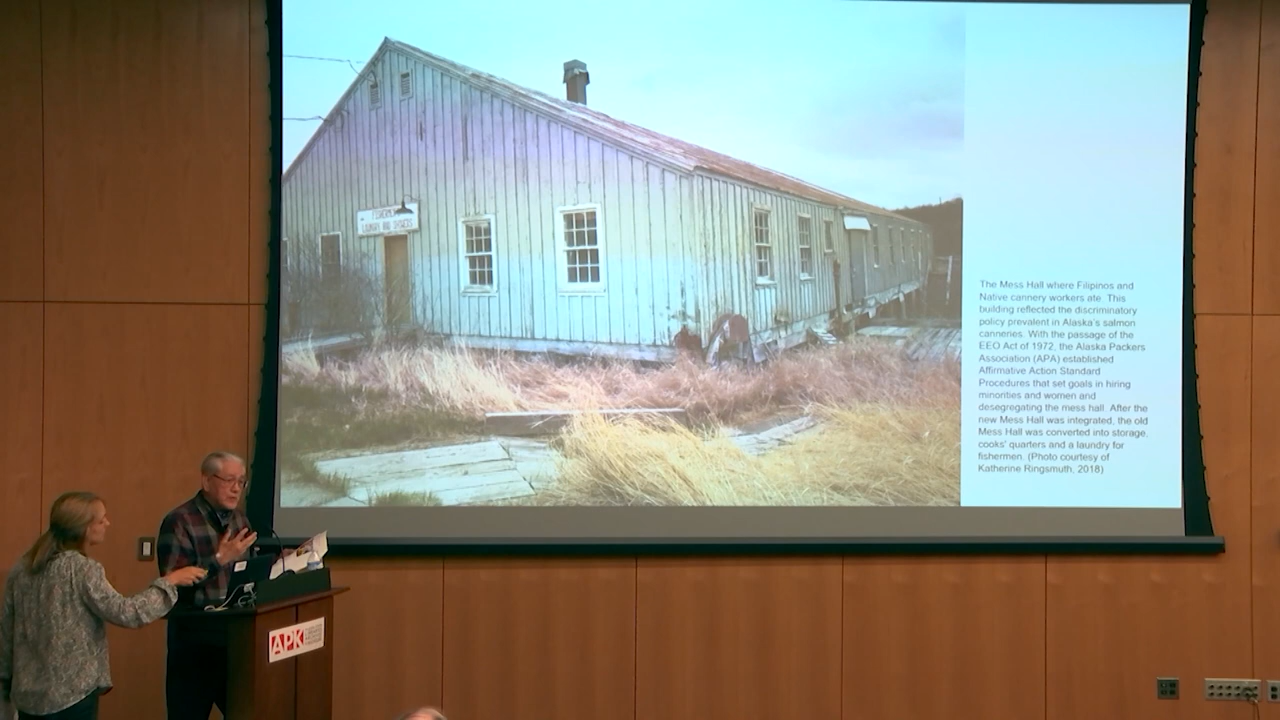 LAUNDRY AND
The Mess Hall where Filipinos and
Native cannery workers ate. This
building reflected the discriminatory
policy prevalent in Alaska's salmon
canneries. With the passage of the
EEO Act of 1972, the Alaska Packers
Association (APA) established
Affirmative Action Standard
Procedures that set goals in hiring
minorities and women and
desegregating the mess hall. After the
new Mess Hall was integrated, the old
Mess Hall was converted into storage,
cooks' quarters and a laundry for
fishermen. (Photo courtesy of
Katherine Ringsmuth, 2018)
APK